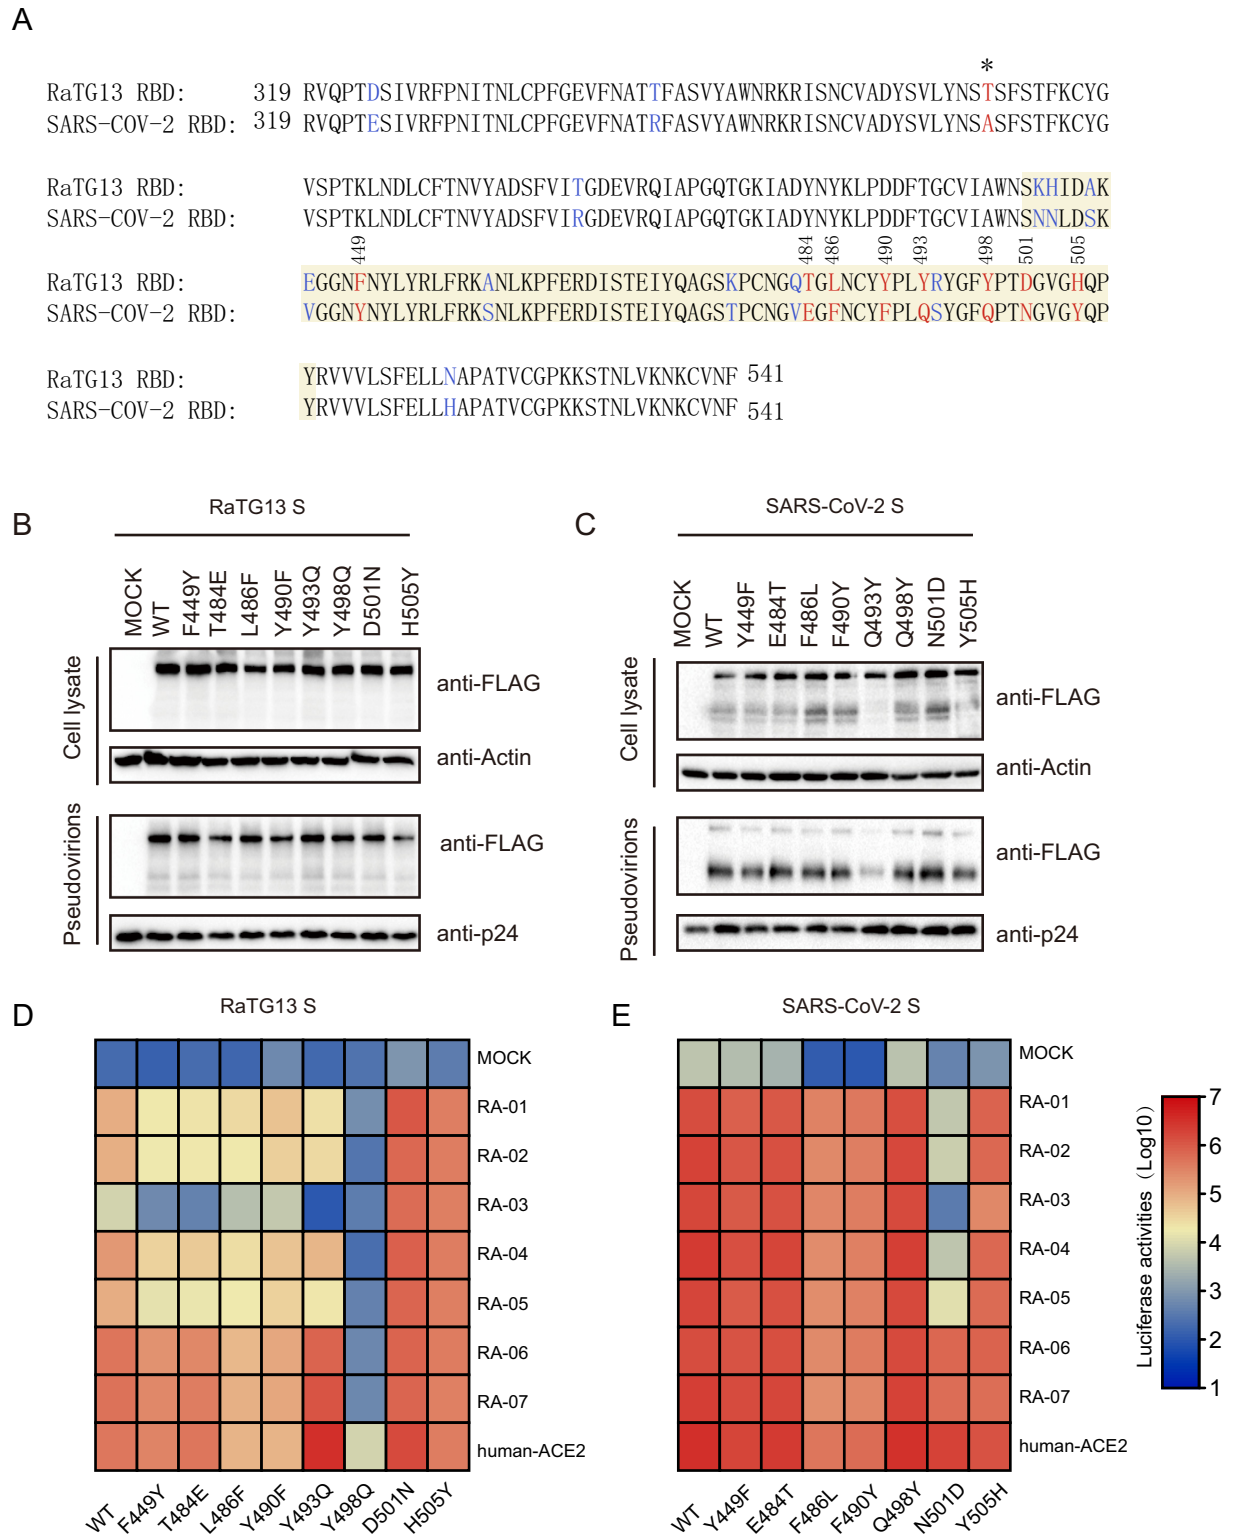 A
*
RaTG13 RBD: 319 RVQPTDSIVRFPNITNLCPFGEVFNATTFASVYAWNRKRISNCVADYSVLYNSTSFSTFKCYG
SARS-COV-2 RBD: 319 RVQPTESIVRFPNITNLCPFGEVFNATRFASVYAWNRKRISNCVADYSVLYNSASFSTFKCYG
RaTG13 RBD: VSPTKLNDLCFTNVYADSFVITGDEVRQIAPGQTGKIADYNYKLPDDFTGCVIAWNSKHIDAK
SARS-COV-2 RBD: VSPTKLNDLCFTNVYADSFVIRGDEVRQIAPGQTGKIADYNYKLPDDFTGCVIAWNSNNLDSK
449 484 486 490 493 498 501 505
RaTG13 RBD: EGGNFNYLYRLFRKANLKPFERDISTEIYQAGSKPCNGQTGLNCYYPLYRYGFYPTDGVGHQP
SARS-COV-2 RBD: VGGNYNYLYRLFRKSNLKPFERDISTEIYQAGSTPCNGVEGFNCYFPLQSYGFQPTNGVGYQP
RaTG13 RBD: YRVVVLSFELLNAPATVCGPKKSTNLVKNKCVNF 541
SARS-COV-2 RBD: YRVVVLSFELLHAPATVCGPKKSTNLVKNKCVNF 541
B
RaTG13 S
MOCK WT F449Y T484E L486F Y490F Y493Q Y498Q D501N H505Y
Cell lysate
anti-FLAG
anti-Actin
Pseudovirions
anti-FLAG
anti-p24
C
SARS-CoV-2 S
MOCK WT Y449F E484T F486L F490Y Q493Y Q498Y N501D Y505H
Cell lysate
anti-FLAG
anti-Actin
Pseudovirions
anti-FLAG
anti-p24
D
RaTG13 S
MOCK
RA-01
RA-02
RA-03
RA-04
RA-05
RA-06
RA-07
human-ACE2
WT F449Y T484E L486F Y490F Y493Q Y498Q D501N H505Y
E
SARS-CoV-2 S
MOCK
RA-01
RA-02
RA-03
RA-04
RA-05
RA-06
RA-07
human-ACE2
WT Y449F E484T F486L F490Y Q498Y N501D Y505H
Luciferase activities (Log10)
7
6
5
4
3
2
1